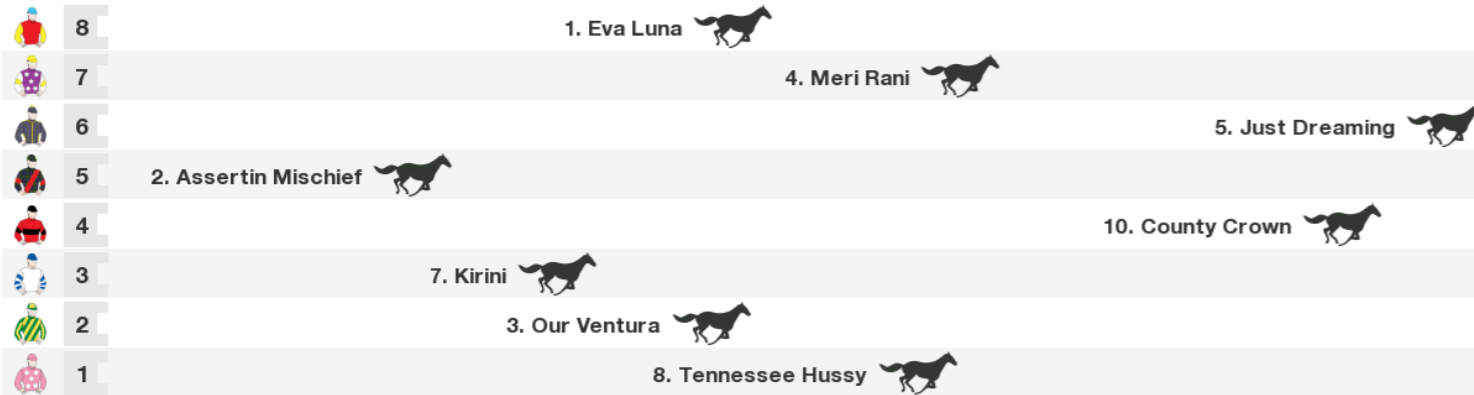 8 1. Eva Luna
7 4. Meri Rani
6 5. Just Dreaming
5 2. Assertin Mischief
4 10. County Crown
3 7. Kirini
2 3. Our Ventura
1 8. Tennessee Hussy